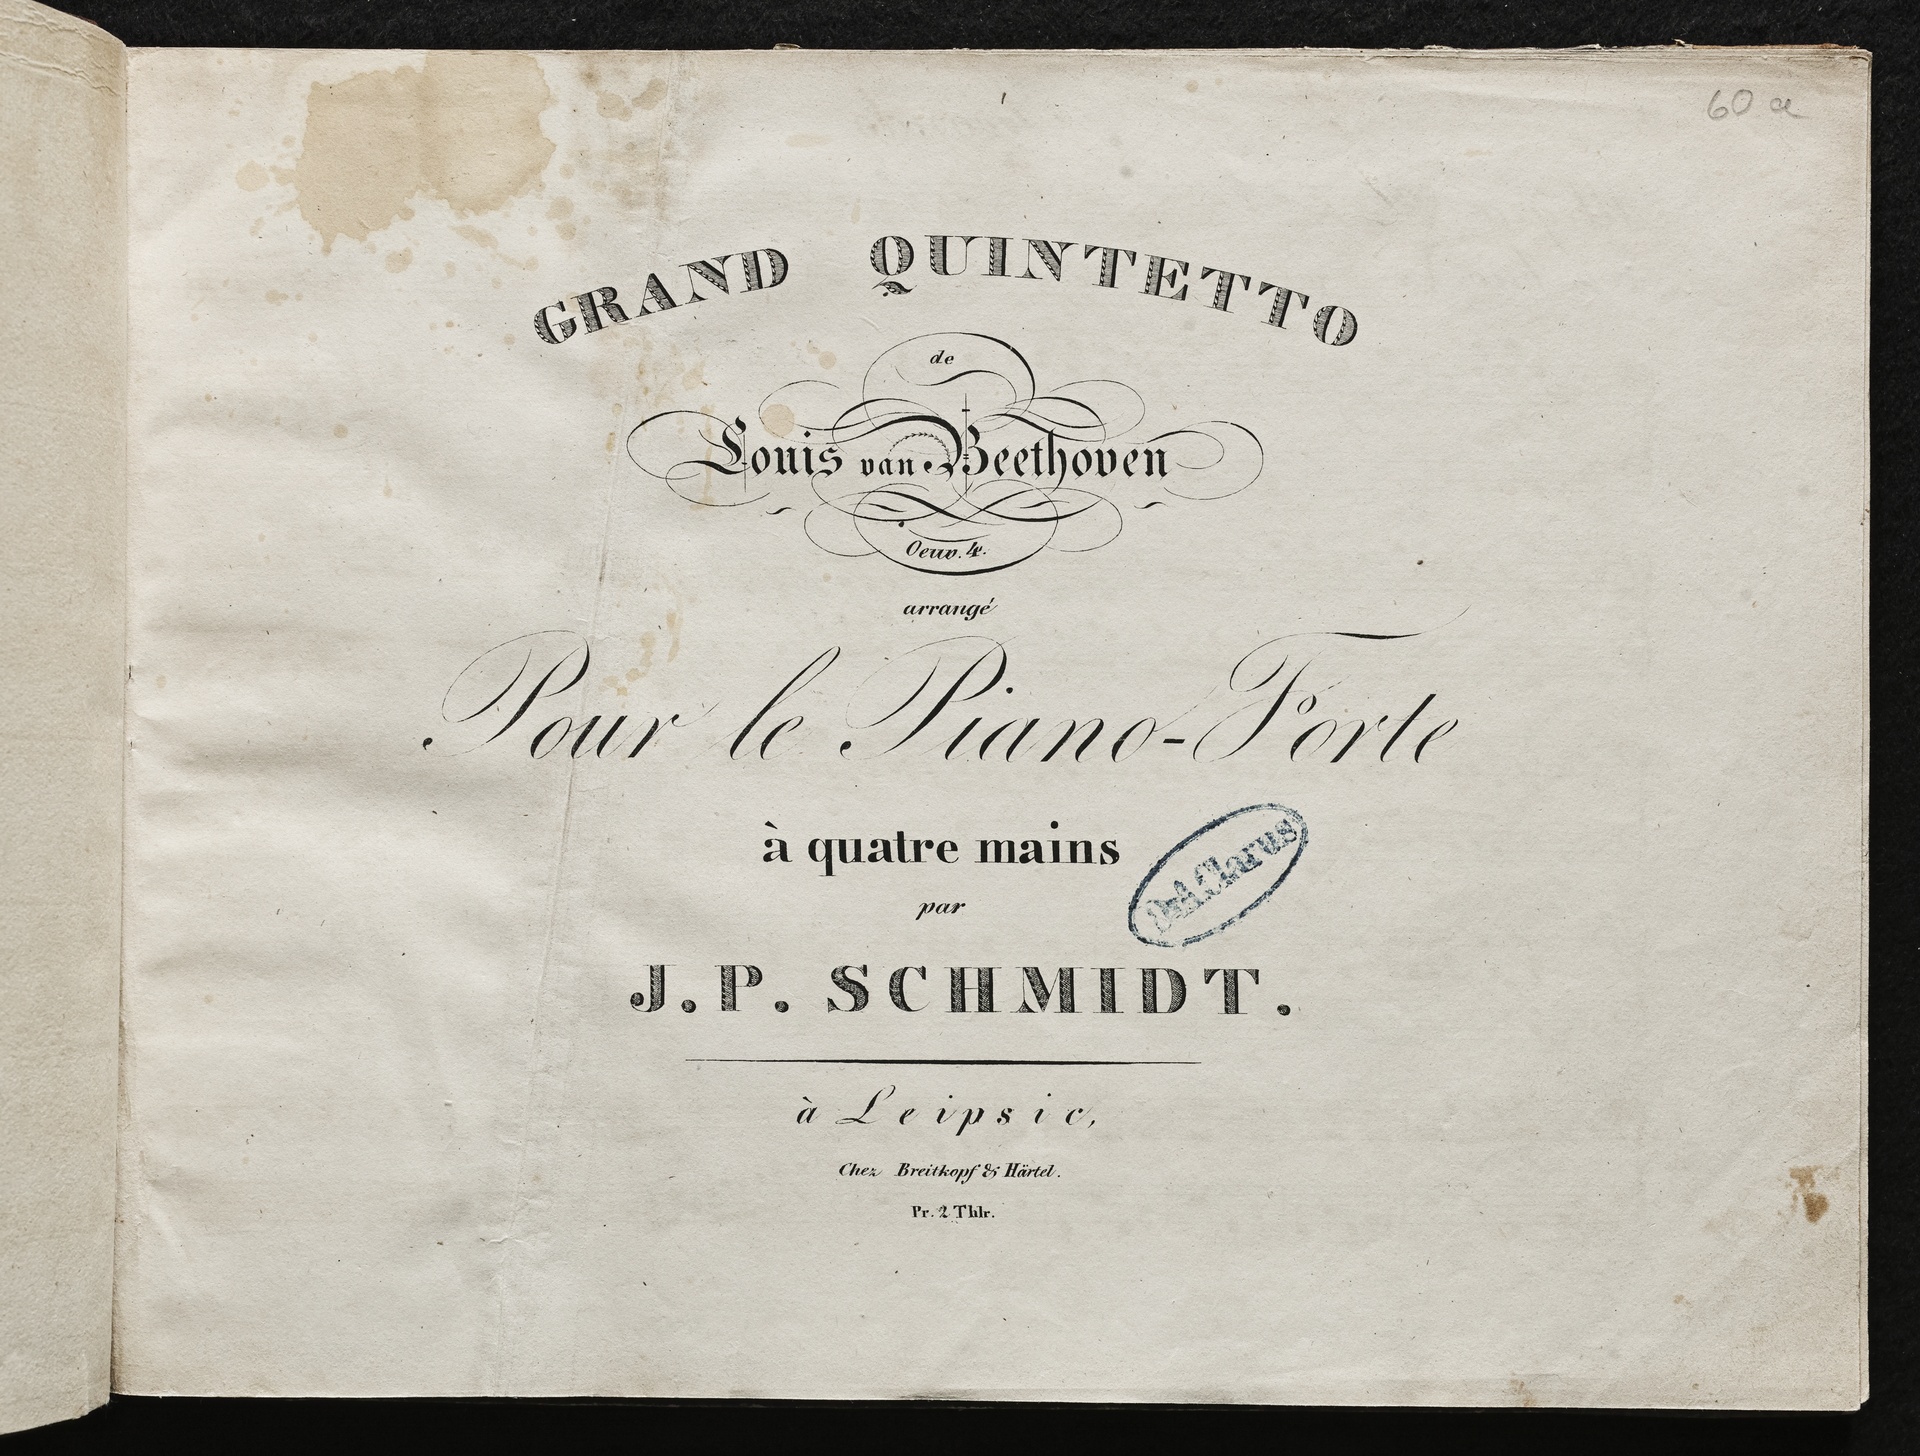 60 a
GRAND QUINTETTO
de
Louis van Beethoven
Oeuv. 4.
arrangé
Pour le Piano-Forte
à quatre mains
par
J. P. SCHMIDT.
à Leipsic,
Chez Breitkopf & Härtel.
Pr. 2 Thlr.
Clarus